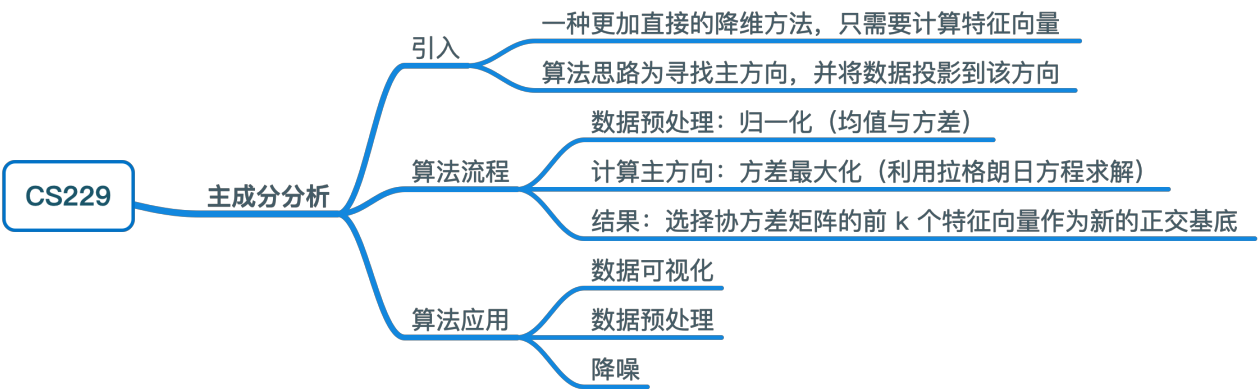 CS229
主成分分析
引入
一种更加直接的降维方法，只需要计算特征向量
算法思路为寻找主方向，并将数据投影到该方向
算法流程
数据预处理：归一化（均值与方差）
计算主方向：方差最大化（利用拉格朗日方程求解）
结果：选择协方差矩阵的前 k 个特征向量作为新的正交基底
算法应用
数据可视化
数据预处理
降噪